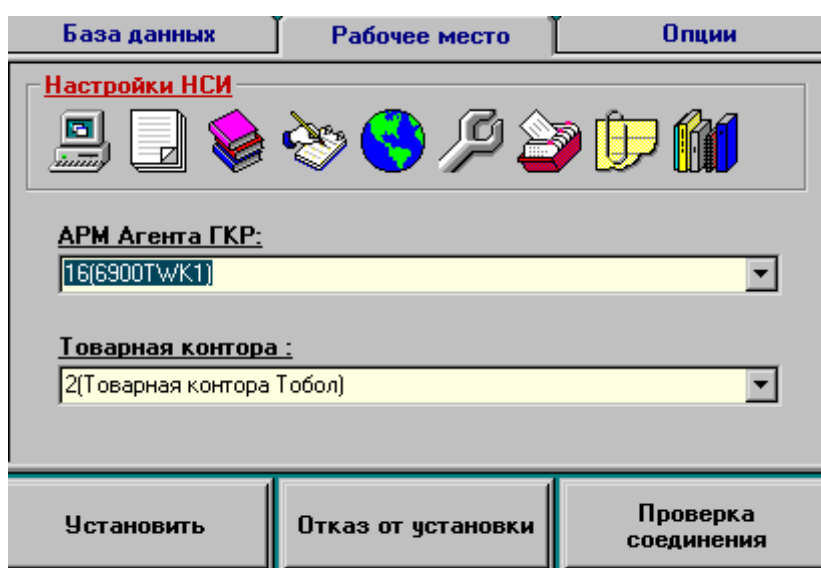 База данных
Рабочее место
Опции
Настройки НСИ
АРМ Агента ГКР:
16(6900TWK1)
Товарная контора :
2(Товарная контора Тобол)
Установить
Отказ от установки
Проверка
соединения